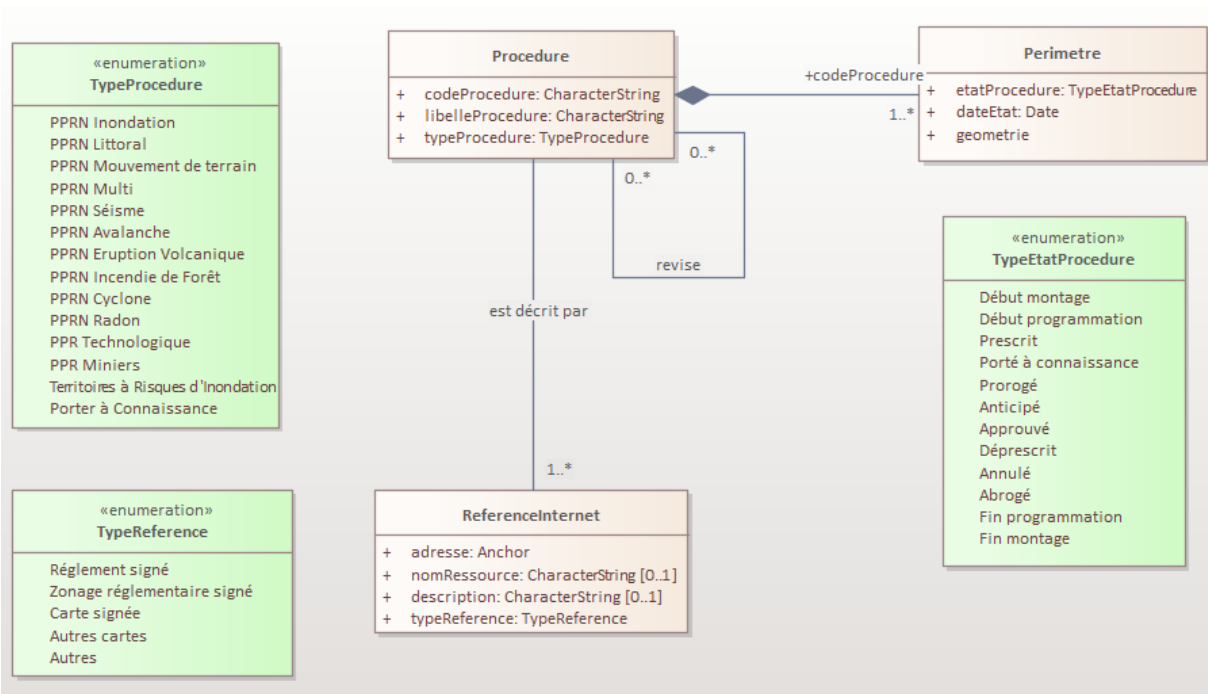 «enumeration»
TypeProcedure
PPRN Inondation
PPRN Littoral
PPRN Mouvement de terrain
PPRN Multi
PPRN Séisme
PPRN Avalanche
PPRN Eruption Volcanique
PPRN Incendie de Forêt
PPRN Cyclone
PPRN Radon
PPR Technologique
PPR Miniers
Territoires à Risques d'Inondation
Porter à Connaissance
Procedure
+ codeProcedure: CharacterString
+ libelleProcedure: CharacterString
+ typeProcedure: TypeProcedure
+codeProcedure
1..*
Perimetre
+ etatProcedure: TypeEtatProcedure
+ dateEtat: Date
+ geometrie
0..*
0..*
revise
est décrit par
1..*
«enumeration»
TypeEtatProcedure
Début montage
Début programmation
Prescrit
Porté à connaissance
Prorogé
Anticipé
Approuvé
Déprescrit
Annulé
Abrogé
Fin programmation
Fin montage
«enumeration»
TypeReference
Réglement signé
Zonage réglementaire signé
Carte signée
Autres cartes
Autres
ReferenceInternet
+ adresse: Anchor
+ nomRessource: CharacterString [0..1]
+ description: CharacterString [0..1]
+ typeReference: TypeReference